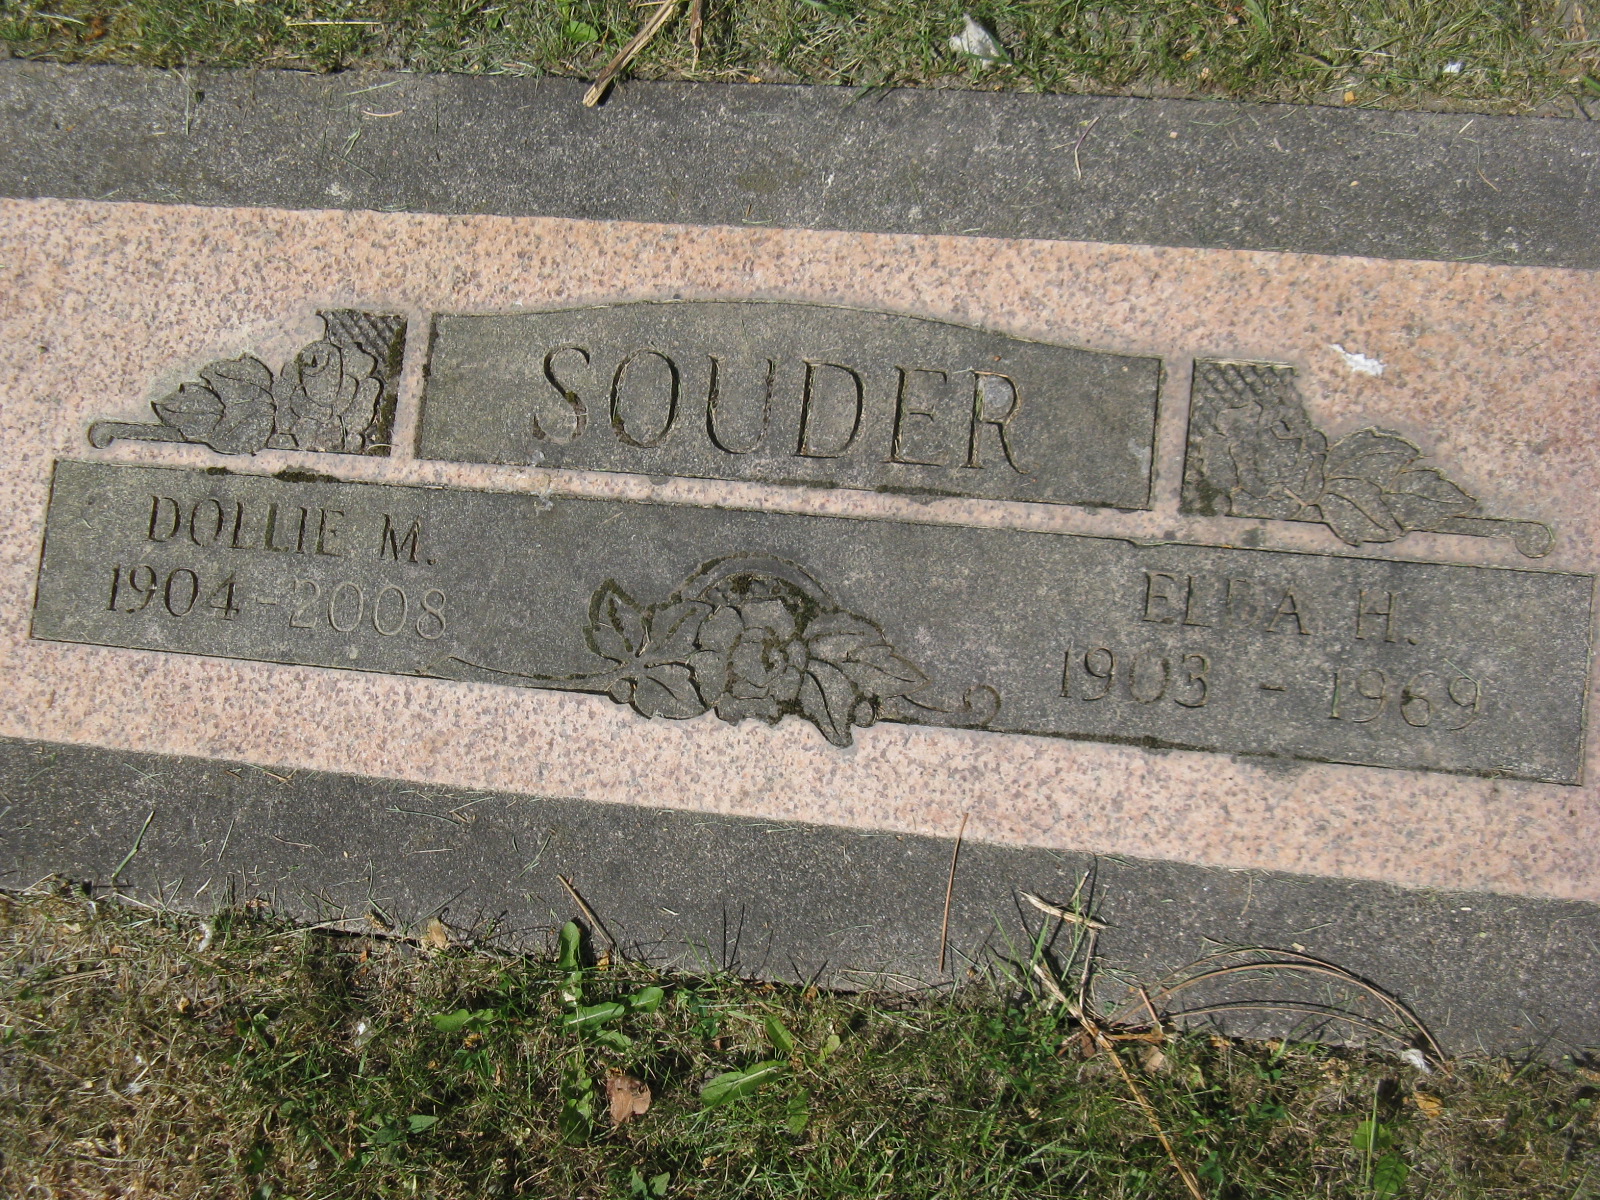 SOUDER
DOLLIE M.
1904-2008
H.
1903 - 1969